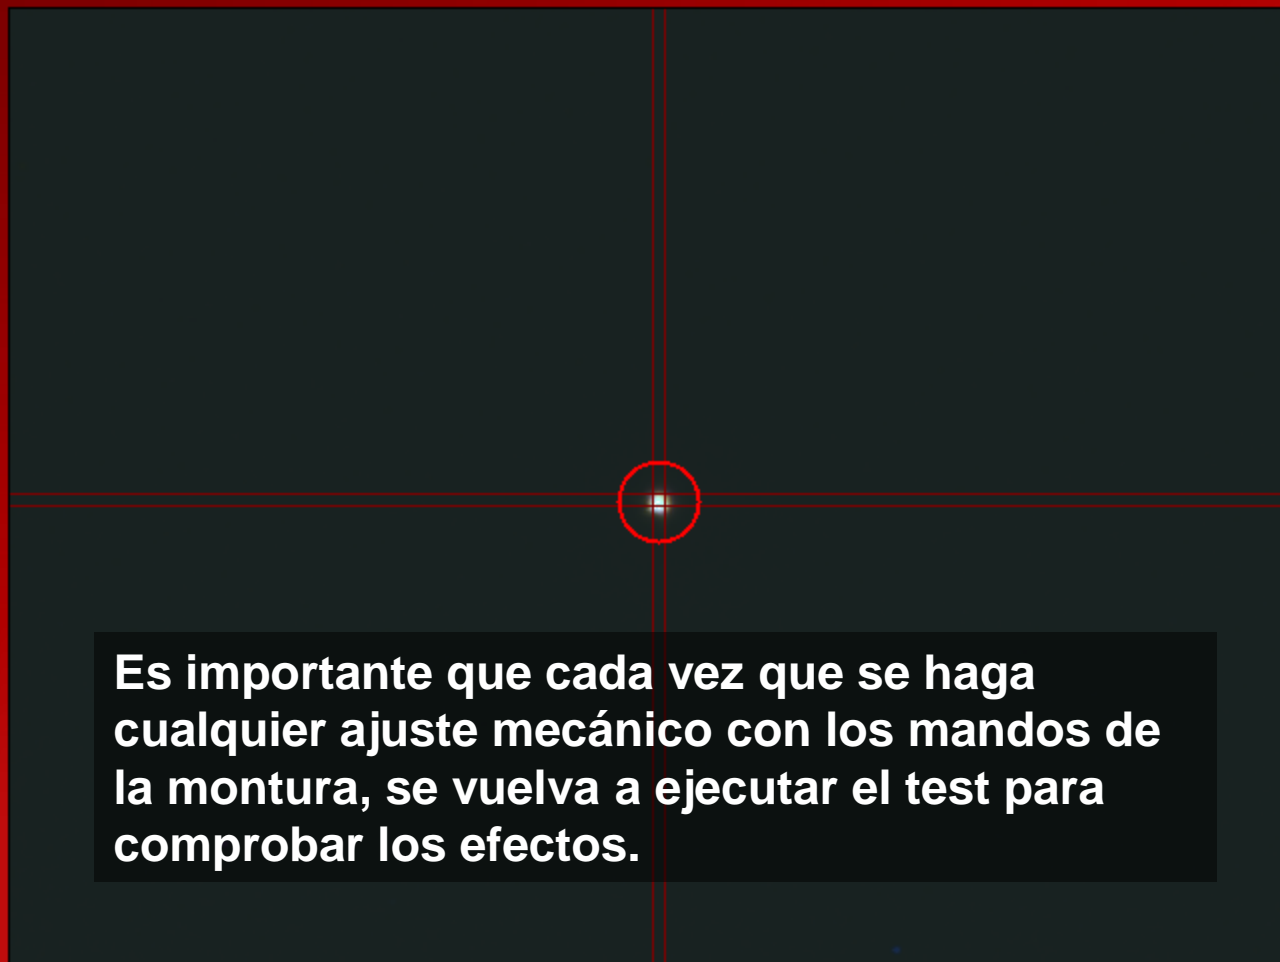 Es importante que cada vez que se haga
cualquier ajuste mecánico con los mandos de
la montura, se vuelva a ejecutar el test para
comprobar los efectos.